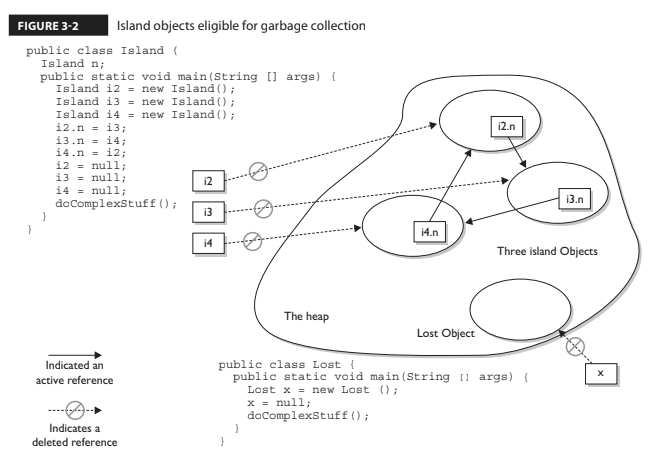 FIGURE 3-2 Island objects eligible for garbage collection
public class Island (
Island n;
public static void main(String [] args) {
Island i2 = new Island();
Island i3 = new Island();
Island i4 = new Island();
i2.n = i3;
i3.n = i4;
i4.n = i2;
i2 = null;
i3 = null;
i4 = null;
doComplexStuff();
}
}
i2.n
i2
i3
i4
i3.n
i4.n
Three island Objects
The heap
Lost Object
x
Indicated an
active reference
Indicates a
deleted reference
public class Lost {
public static void main(String [] args) {
Lost x = new Lost ();
x = null;
doComplexStuff();
}
}